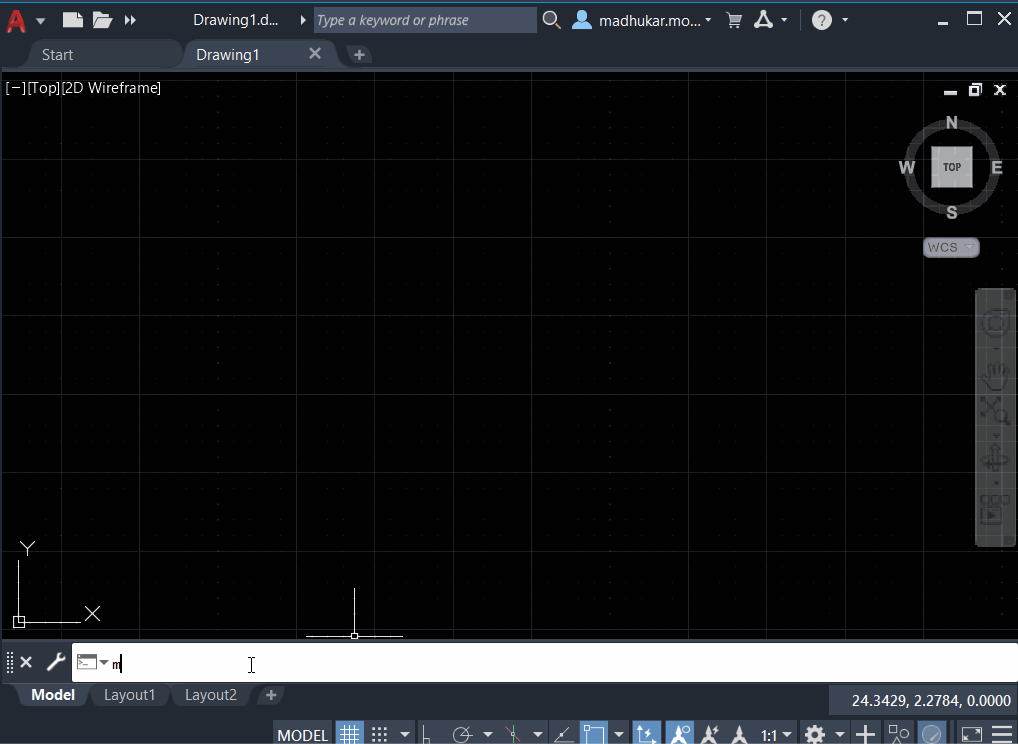 Drawing1.d... Type a keyword or phrase madhukar.mo...
Start Drawing1
[−][Top][2D Wireframe]
N
W TOP E
S
WCS
Y
X
m
Model Layout1 Layout2
24.3429, 2.2784, 0.0000
MODEL 1:1